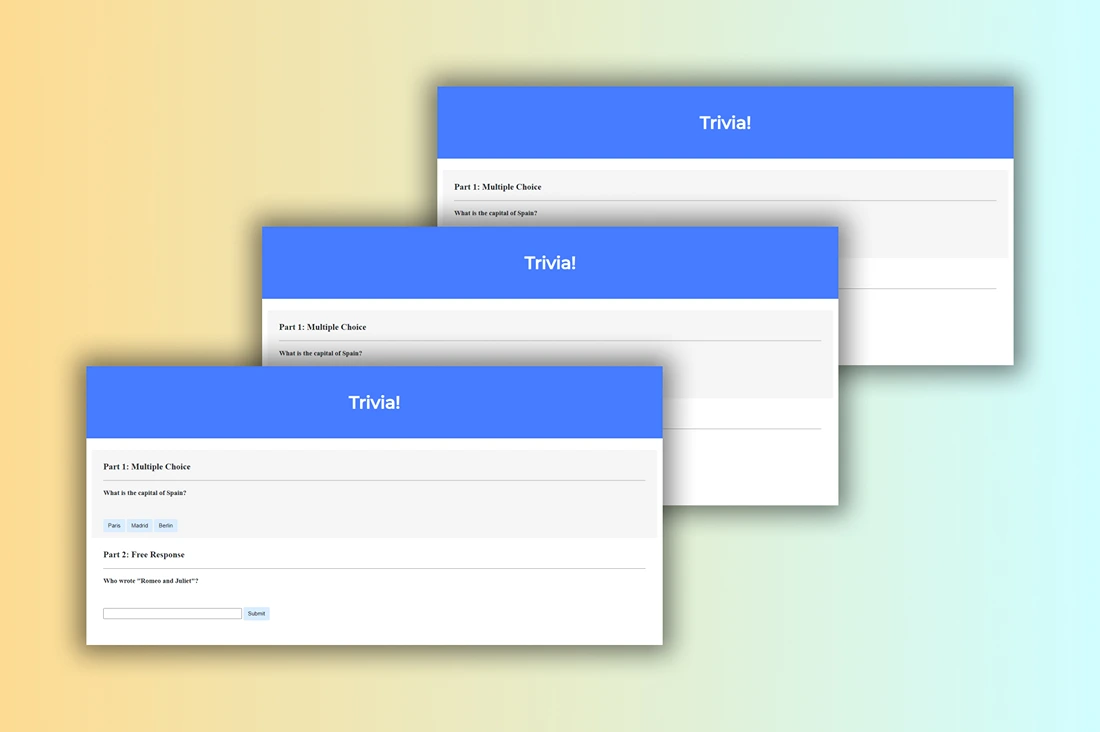 Trivia!
Part 1: Multiple Choice
What is the capital of Spain?
Trivia!
Part 1: Multiple Choice
What is the capital of Spain?
Trivia!
Part 1: Multiple Choice
What is the capital of Spain?
Paris Madrid Berlin
Part 2: Free Response
Who wrote "Romeo and Juliet"?
Submit